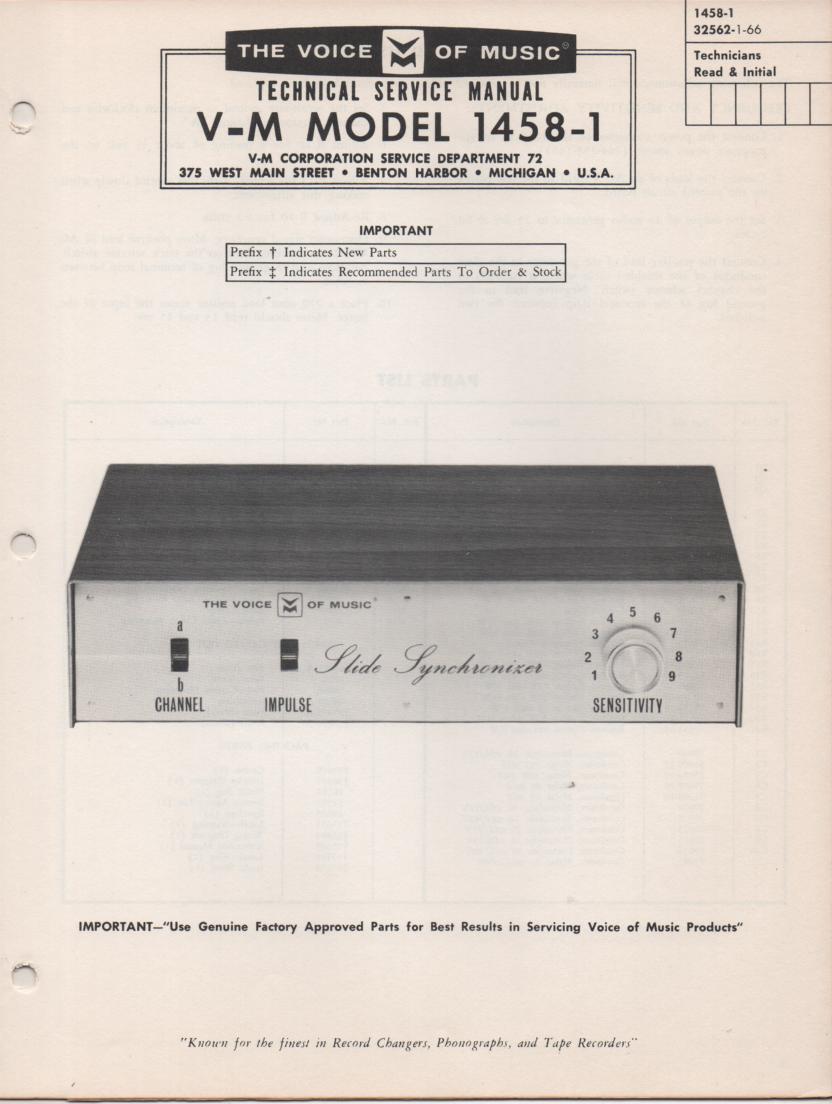 1458-1
32562-1-66
Technicians
Read & Initial
THE VOICE VM OF MUSIC®
TECHNICAL SERVICE MANUAL
V-M MODEL 1458-1
V-M CORPORATION SERVICE DEPARTMENT 72
375 WEST MAIN STREET • BENTON HARBOR • MICHIGAN • U.S.A.
IMPORTANT
Prefix † Indicates New Parts
Prefix ‡ Indicates Recommended Parts To Order & Stock
PARTS LIST
THE VOICE VM OF MUSIC®
a
b
CHANNEL
IMPULSE
Slide Synchronizer
1 2 3 4 5 6 7 8 9
SENSITIVITY
IMPORTANT—"Use Genuine Factory Approved Parts for Best Results in Servicing Voice of Music Products"
"Known for the finest in Record Changers, Phonographs, and Tape Recorders"